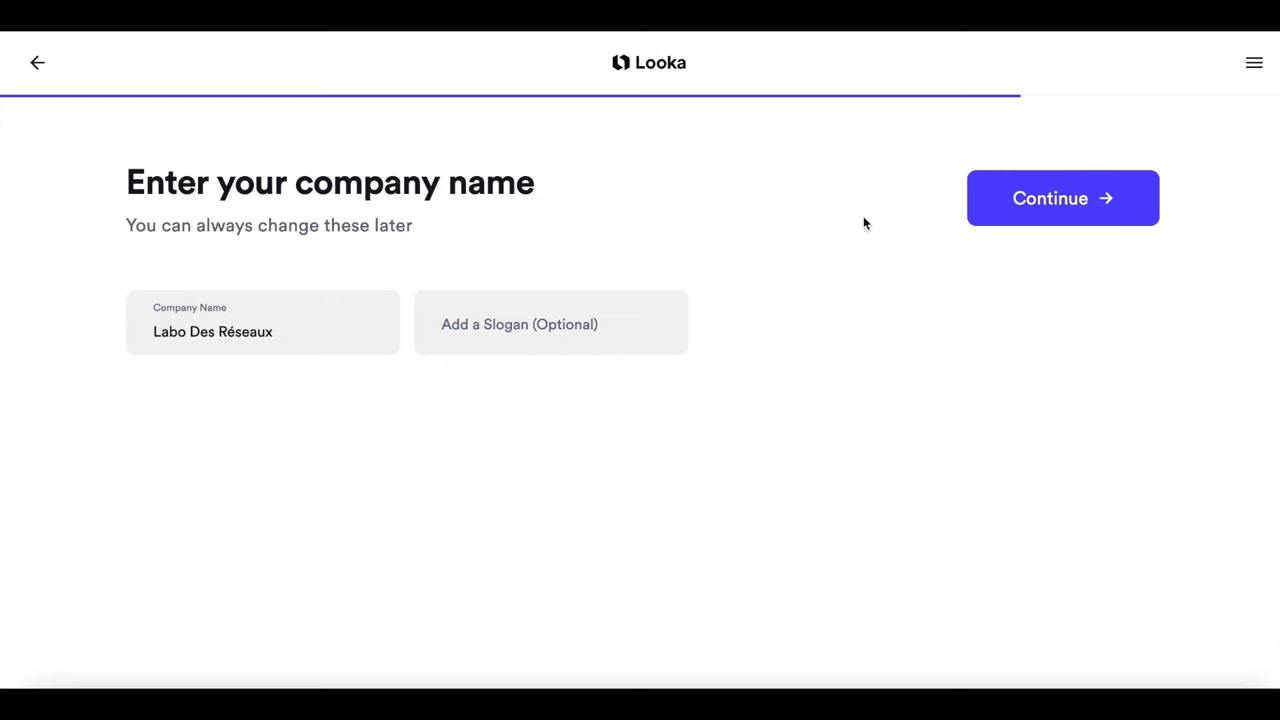 Looka
Enter your company name
You can always change these later
Continue →
Company Name
Labo Des Réseaux
Add a Slogan (Optional)